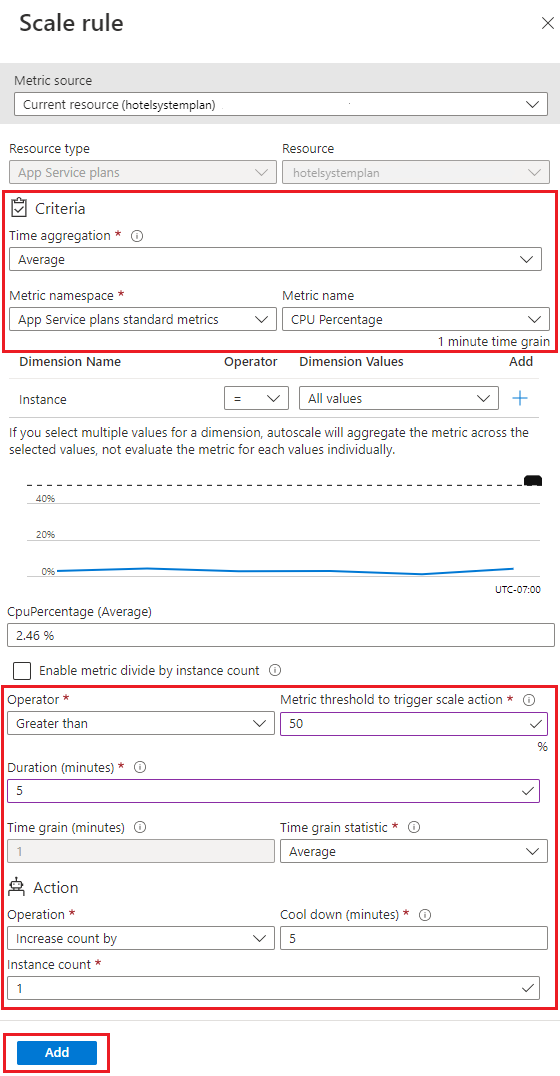 Scale rule
Metric source
Current resource (hotelsystemplan)
Resource type Resource
App Service plans hotelsystemplan
Criteria
Time aggregation *
Average
Metric namespace * Metric name
App Service plans standard metrics CPU Percentage
1 minute time grain
Dimension Name Operator Dimension Values Add
Instance = All values +
If you select multiple values for a dimension, autoscale will aggregate the metric across the
selected values, not evaluate the metric for each values individually.
40%
20%
0%
UTC-07:00
CpuPercentage (Average)
2.46 %
Enable metric divide by instance count
Operator * Metric threshold to trigger scale action *
Greater than 50
%
Duration (minutes) *
5
Time grain (minutes) Time grain statistic *
1 Average
Action
Operation * Cool down (minutes) *
Increase count by 5
Instance count *
1
Add